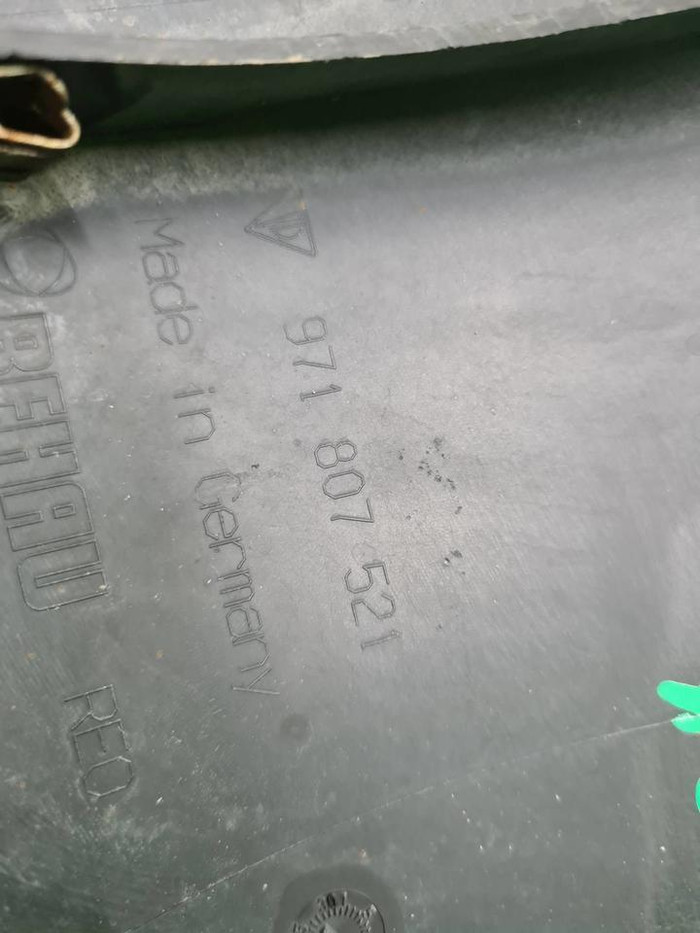 971 807 521
Made in Germany
REHAU REO